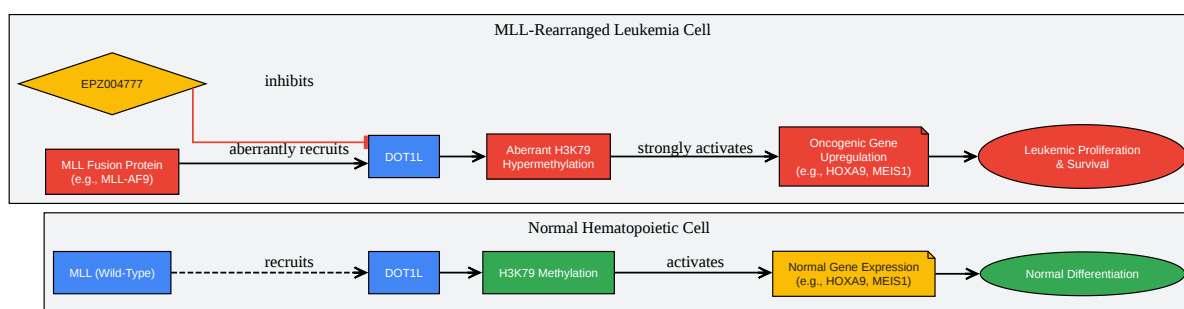 MLL-Rearranged Leukemia Cell
EPZ004777
inhibits
aberrantly recruits
MLL Fusion Protein
(e.g., MLL-AF9)
DOT1L
Aberrant H3K79
Hypermethylation
strongly activates
Oncogenic Gene
Upregulation
(e.g., HOXA9, MEIS1)
Leukemic Proliferation
& Survival
Normal Hematopoietic Cell
MLL (Wild-Type)
recruits
DOT1L
H3K79 Methylation
activates
Normal Gene Expression
(e.g., HOXA9, MEIS1)
Normal Differentiation